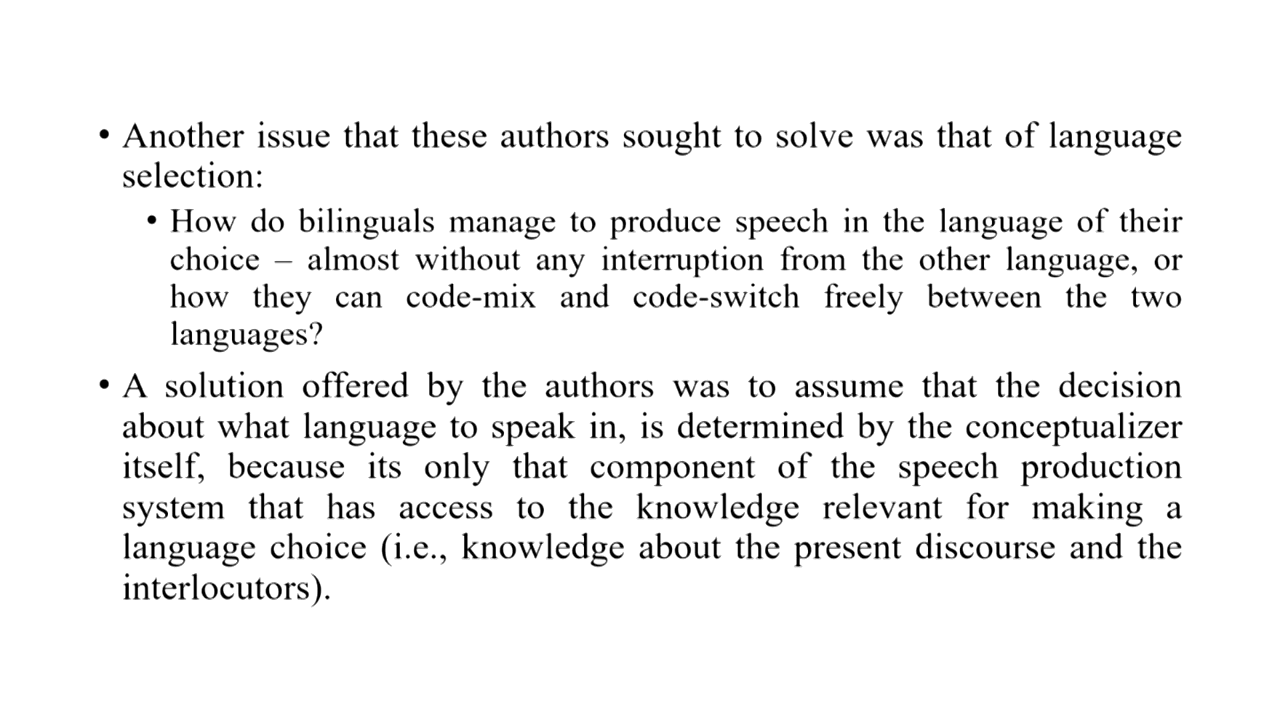 • Another issue that these authors sought to solve was that of language
selection:
• How do bilinguals manage to produce speech in the language of their
choice – almost without any interruption from the other language, or
how they can code-mix and code-switch freely between the two
languages?
• A solution offered by the authors was to assume that the decision
about what language to speak in, is determined by the conceptualizer
itself, because its only that component of the speech production
system that has access to the knowledge relevant for making a
language choice (i.e., knowledge about the present discourse and the
interlocutors).